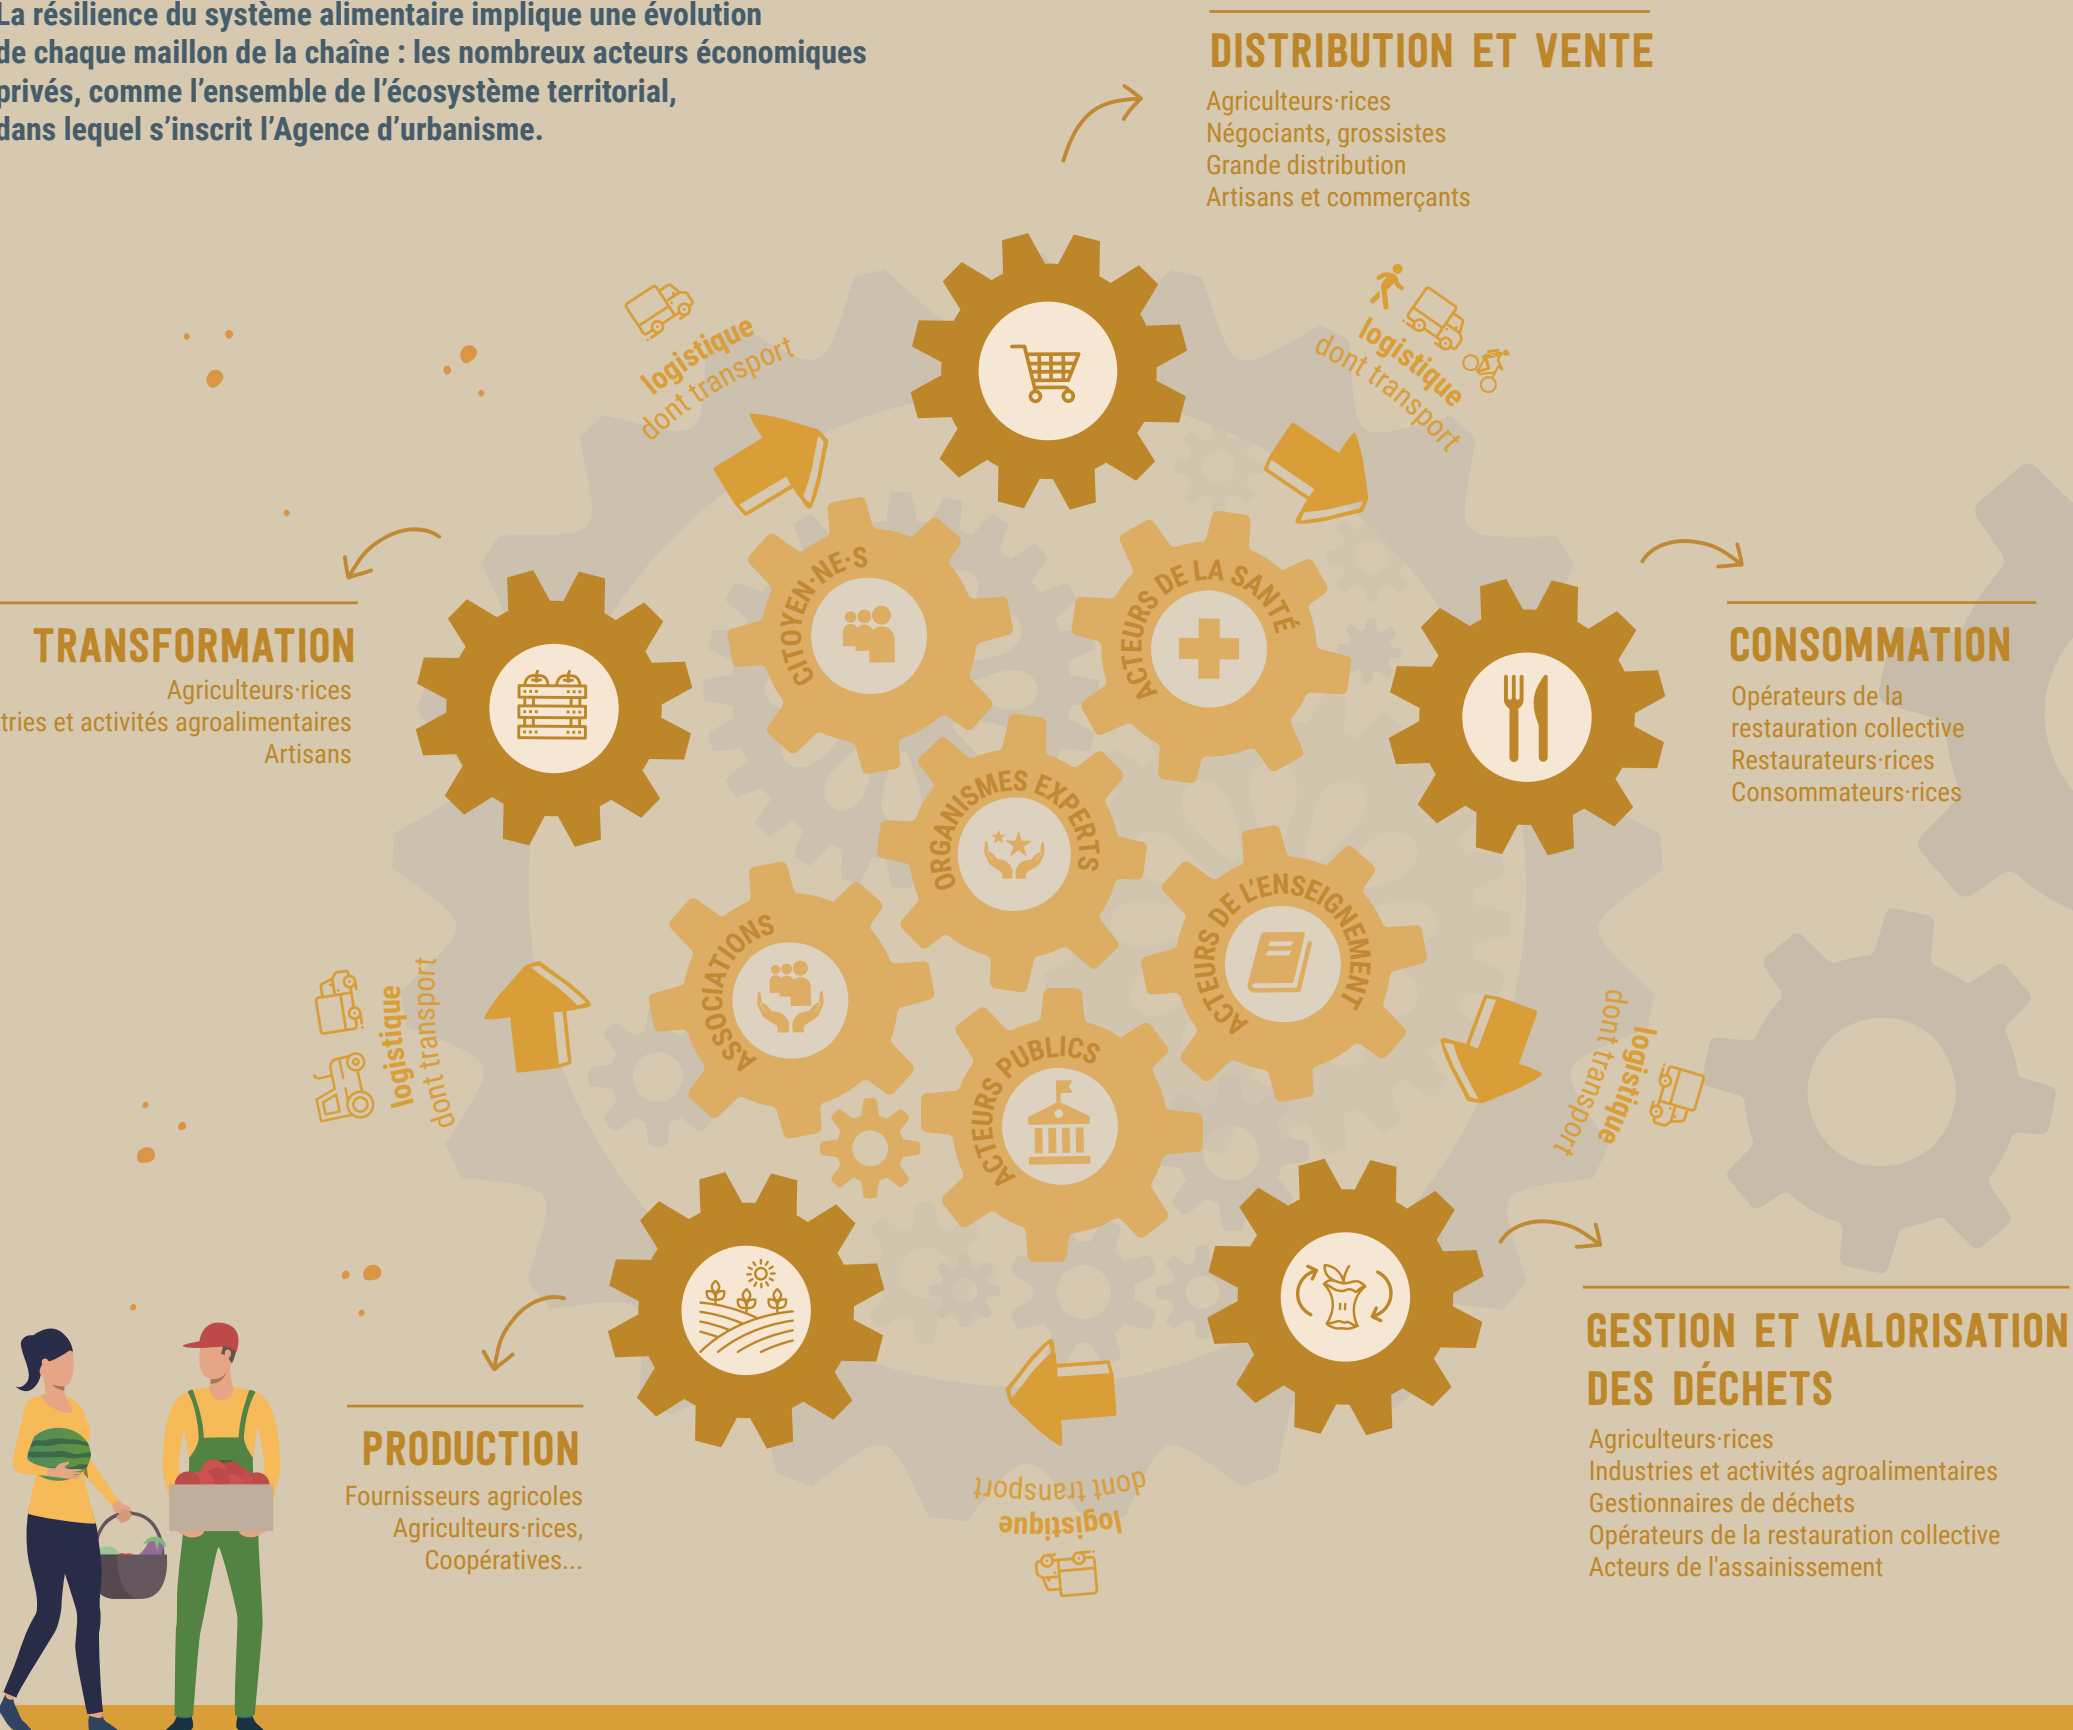 La résilience du système alimentaire implique une évolution
de chaque maillon de la chaîne : les nombreux acteurs économiques
privés, comme l’ensemble de l’écosystème territorial,
dans lequel s’inscrit l’Agence d’urbanisme.
DISTRIBUTION ET VENTE
Agriculteurs·rices
Négociants, grossistes
Grande distribution
Artisans et commerçants
logistique
dont transport
logistique
dont transport
TRANSFORMATION
Agriculteurs·rices
tries et activités agroalimentaires
Artisans
CITOYEN·NE·S
ACTEURS DE LA SANTÉ
CONSOMMATION
Opérateurs de la
restauration collective
Restaurateurs·rices
Consommateurs·rices
ORGANISMES EXPERTS
ASSOCIATIONS
ACTEURS DE L'ENSEIGNEMENT
ACTEURS PUBLICS
logistique
dont transport
logistique
dont transport
PRODUCTION
Fournisseurs agricoles
Agriculteurs·rices,
Coopératives...
logistique
dont transport
GESTION ET VALORISATION
DES DÉCHETS
Agriculteurs·rices
Industries et activités agroalimentaires
Gestionnaires de déchets
Opérateurs de la restauration collective
Acteurs de l'assainissement